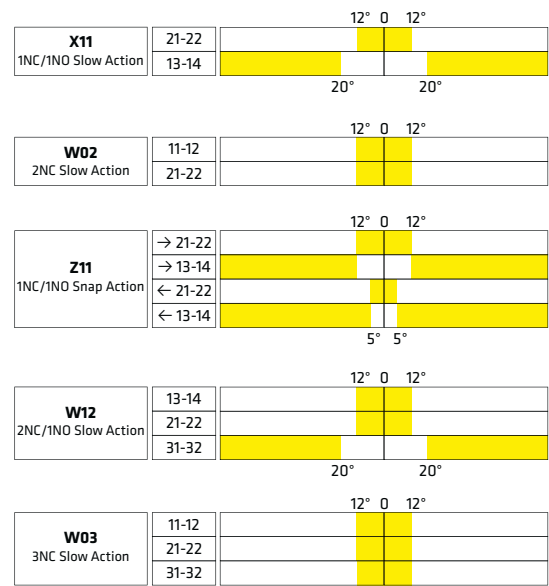 12° 0 12°
X11
1NC/1NO Slow Action
21-22
13-14
20° 20°
12° 0 12°
W02
2NC Slow Action
11-12
21-22
12° 0 12°
Z11
1NC/1NO Snap Action
→ 21-22
→ 13-14
← 21-22
← 13-14
5° 5°
12° 0 12°
W12
2NC/1NO Slow Action
13-14
21-22
31-32
20° 20°
12° 0 12°
W03
3NC Slow Action
11-12
21-22
31-32